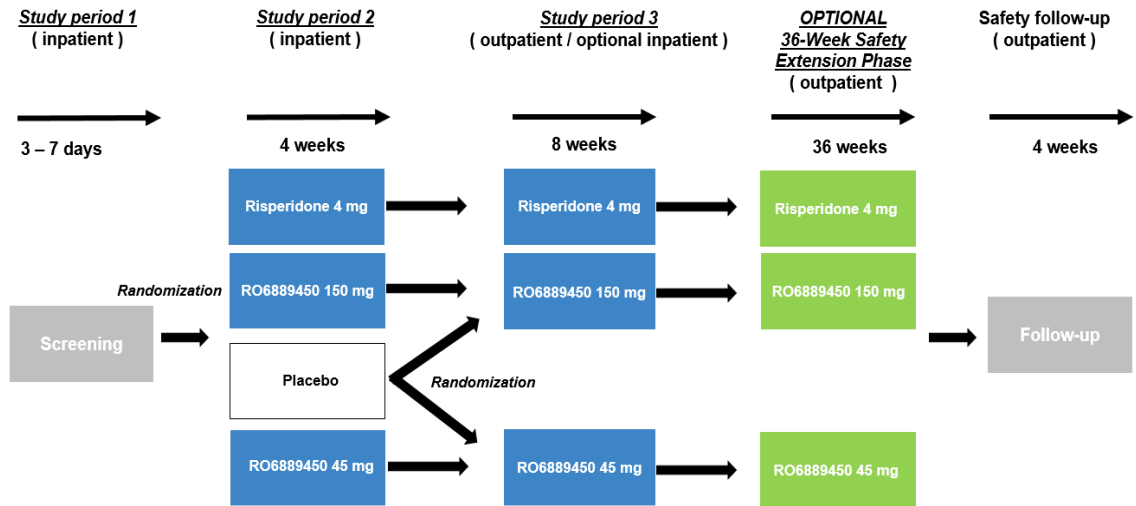 Study period 1
( inpatient )
Study period 2
( inpatient )
Study period 3
( outpatient / optional inpatient )
OPTIONAL
36-Week Safety
Extension Phase
( outpatient )
Safety follow-up
( outpatient )
3 – 7 days
4 weeks
8 weeks
36 weeks
4 weeks
Risperidone 4 mg
Risperidone 4 mg
Risperidone 4 mg
Randomization
RO6889450 150 mg
RO6889450 150 mg
RO6889450 150 mg
Screening
Follow-up
Placebo
Randomization
RO6889450 45 mg
RO6889450 45 mg
RO6889450 45 mg